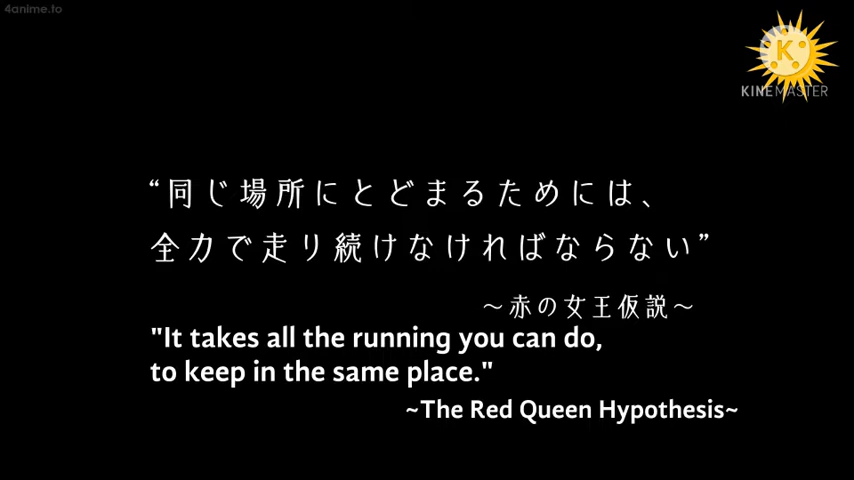 4anime.to
K
KINEMASTER
“同じ場所にとどまるためには、
全力で走り続けなければならない”
～赤の女王仮説～
"It takes all the running you can do,
to keep in the same place."
~The Red Queen Hypothesis~